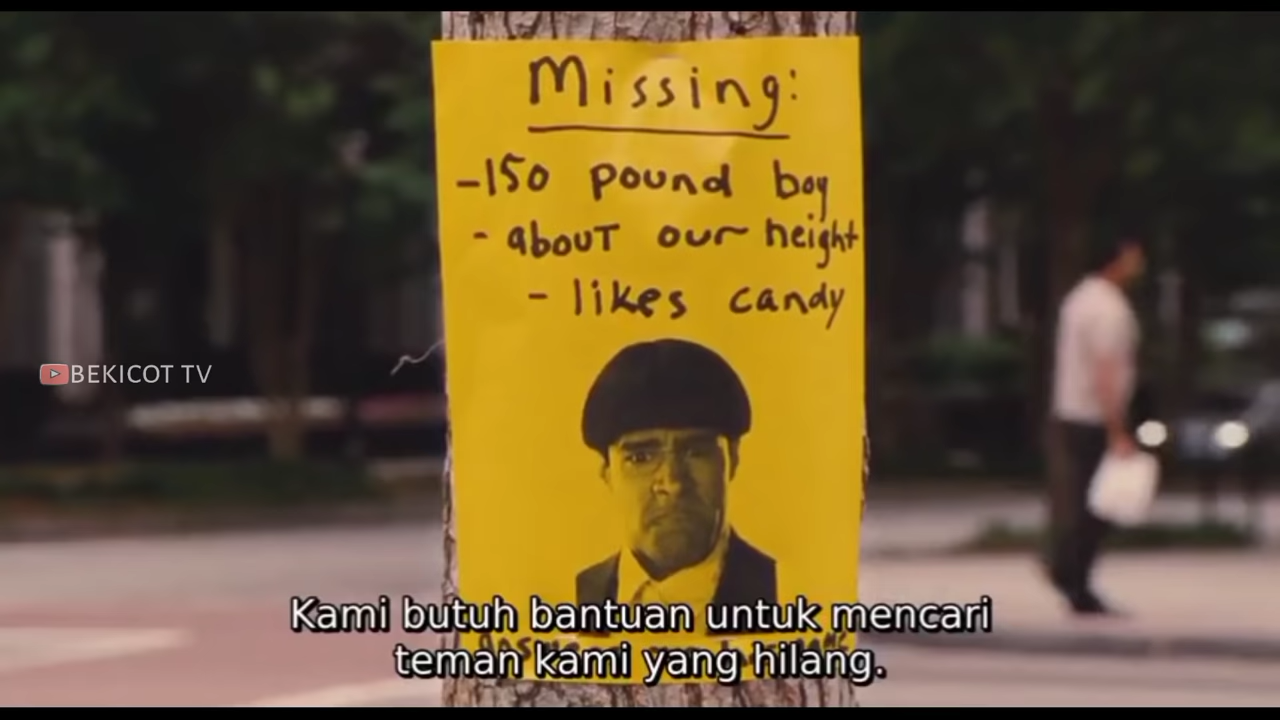 Missing:
-150 pound boy
- about our height
- likes candy
BEKICOT TV
Kami butuh bantuan untuk mencari
teman kami yang hilang.